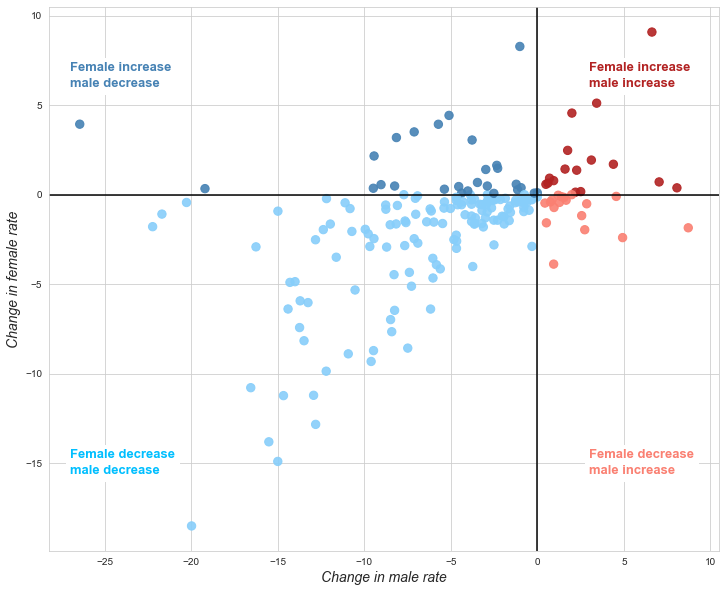 10
5
0
−5
−10
−15
Change in female rate
Female increase
male decrease
Female increase
male increase
Female decrease
male decrease
Female decrease
male increase
−25
−20
−15
−10
−5
0
5
10
Change in male rate